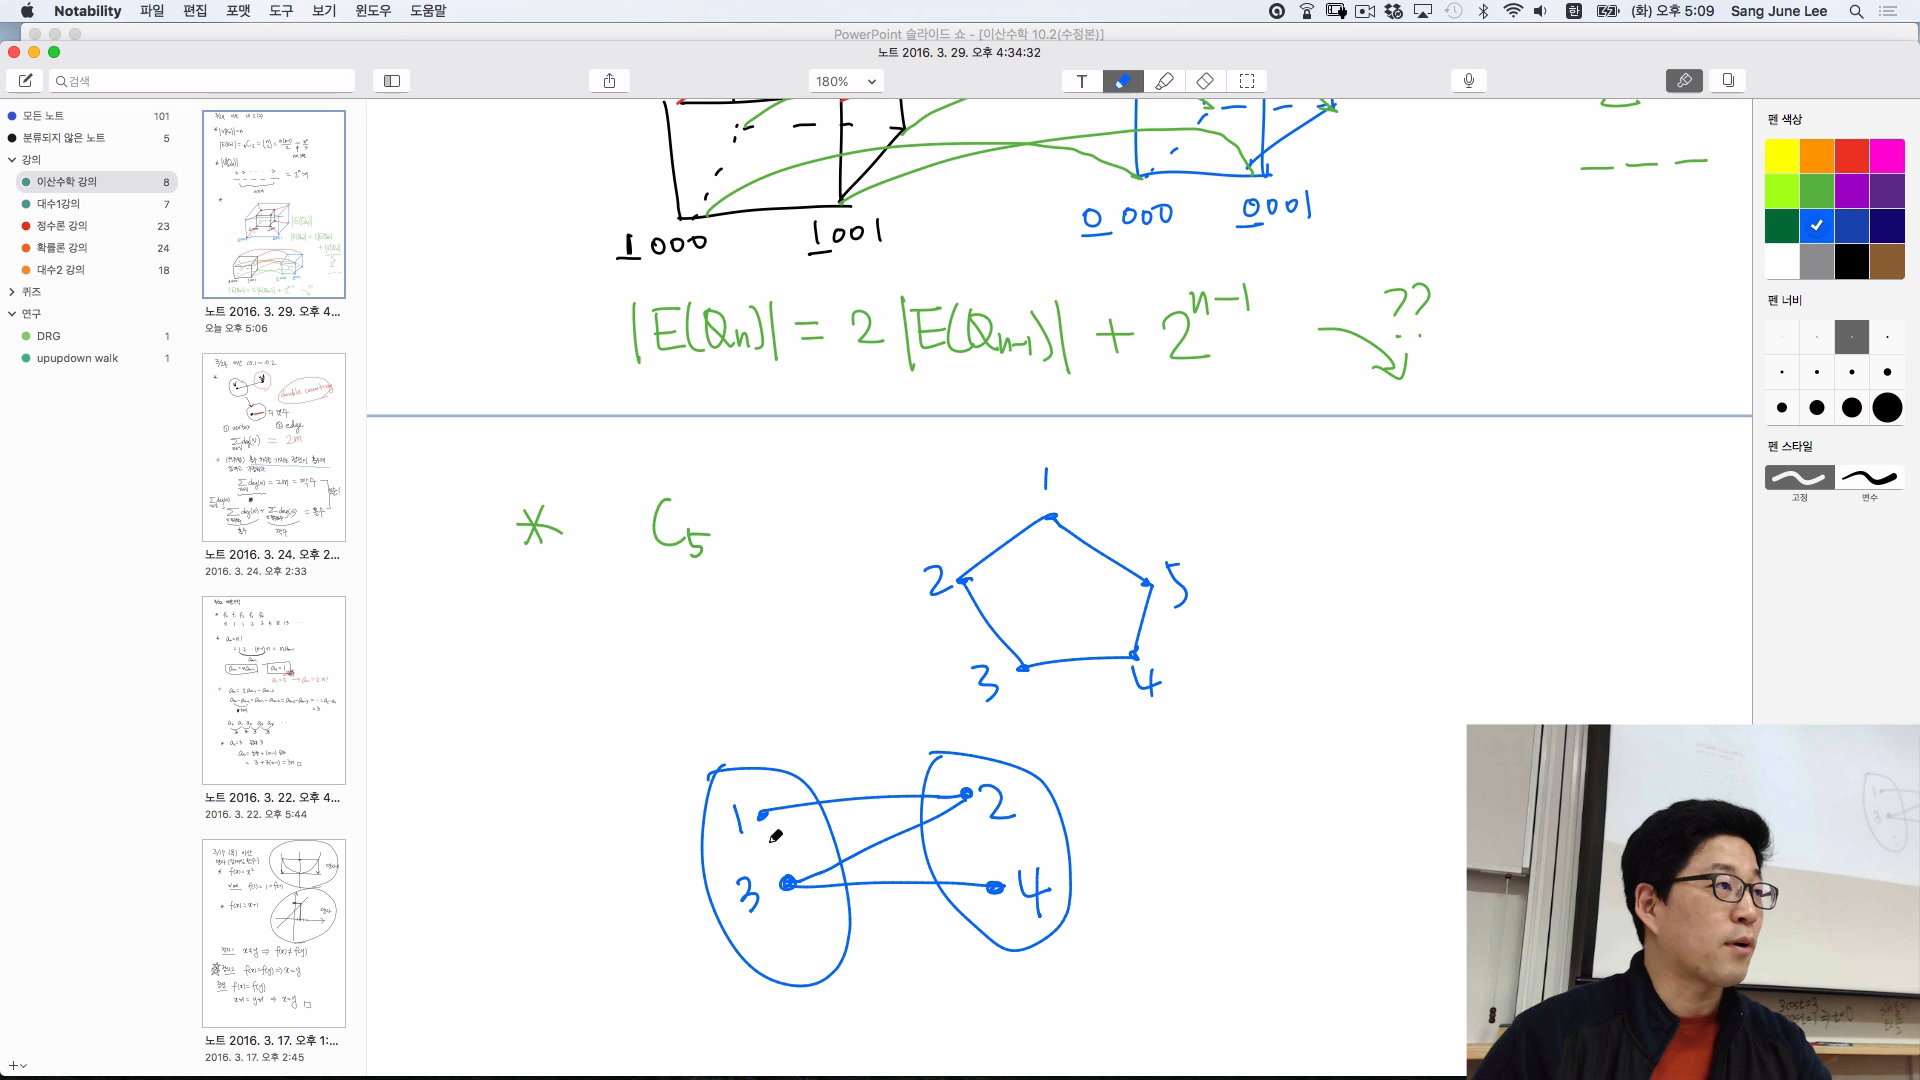 Notability 파일 편집 포맷 도구 보기 윈도우 도움말
(화) 오후 5:09 Sang June Lee
PowerPoint 슬라이드 쇼 - [이산수학 10.2(수정본)]
노트 2016. 3. 29. 오후 4:34:32
검색
180%
T
모든 노트 101
분류되지 않은 노트 5
강의
이산수학 강의 8
대수1강의 7
정수론 강의 23
확률론 강의 24
대수2 강의 18
퀴즈
연구
DRG 1
upupdown walk 1
노트 2016. 3. 29. 오후 4...
오늘 오후 5:06
노트 2016. 3. 24. 오후 2...
2016. 3. 24. 오후 2:33
노트 2016. 3. 22. 오후 4...
2016. 3. 22. 오후 5:44
노트 2016. 3. 17. 오후 1:...
2016. 3. 17. 오후 2:45
1000 1001 0000 0001
|E(Qn)| = 2|E(Qn-1)| + 2^{n-1} ??
* C5
1
2
5
3
4
1 2
3 4
펜 색상
펜 너비
펜 스타일
고정 변수